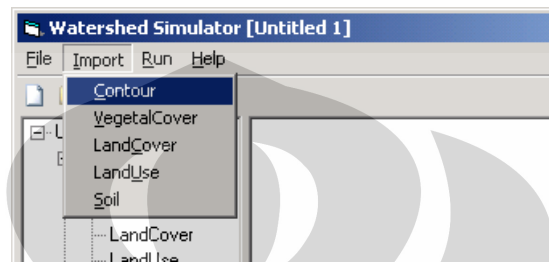 Watershed Simulator [Untitled 1]
File Import Run Help
Contour
VegetalCover
LandCover
LandUse
Soil
LandCover
LandUse